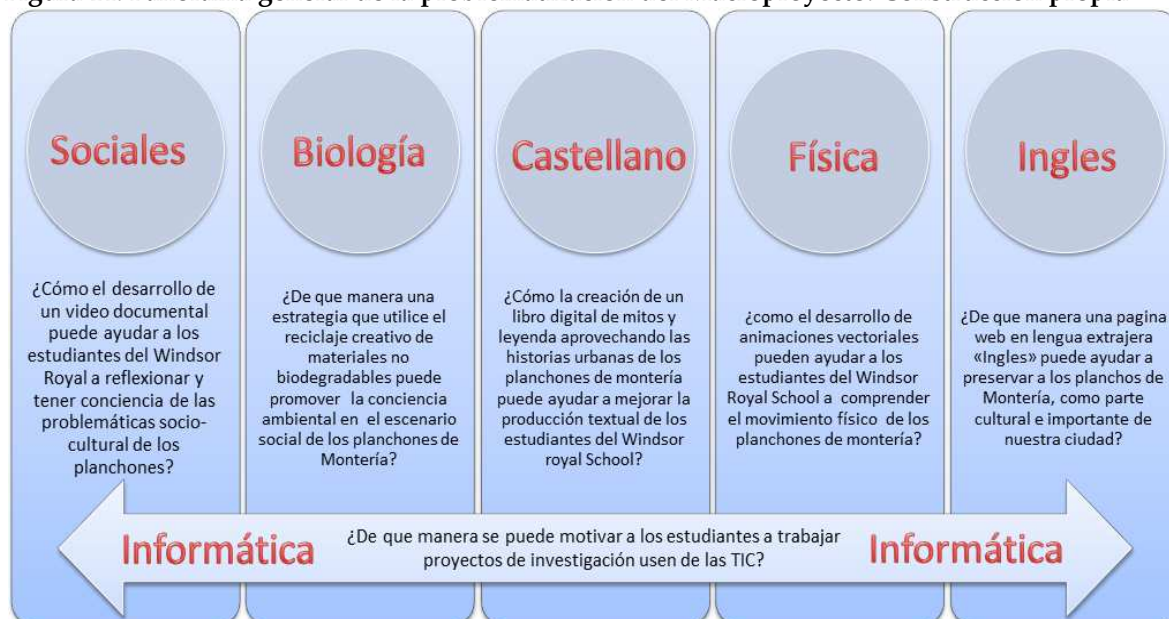 Sociales
¿Cómo el desarrollo de
un video documental
puede ayudar a los
estudiantes del Windsor
Royal a reflexionar y
tener conciencia de las
problemáticas socio-
cultural de los
planchones?
Biología
¿De que manera una
estrategia que utilice el
reciclaje creativo de
materiales no
biodegradables puede
promover la conciencia
ambiental en el escenario
social de los planchones de
Montería?
Castellano
¿Cómo la creación de un
libro digital de mitos y
leyenda aprovechando las
historias urbanas de los
planchones de montería
puede ayudar a mejorar la
producción textual de los
estudiantes del Windsor
royal School?
Física
¿como el desarrollo de
animaciones vectoriales
pueden ayudar a los
estudiantes del Windsor
Royal School a comprender
el movimiento físico de los
planchones de montería?
Ingles
¿De que manera una pagina
web en lengua extrajera
«Ingles» puede ayudar a
preservar a los planchos de
Montería, como parte
cultural e importante de
nuestra ciudad?
Informática
¿De que manera se puede motivar a los estudiantes a trabajar
proyectos de investigación usen de las TIC?
Informática